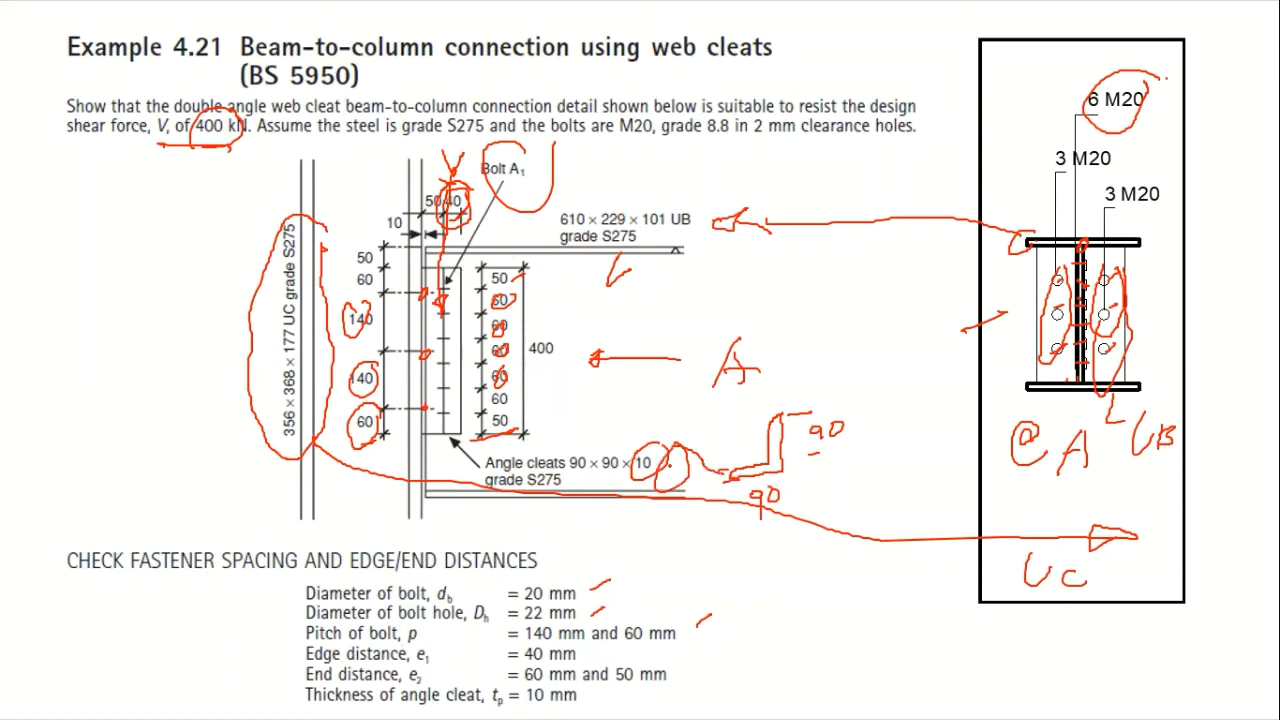 Example 4.21 Beam-to-column connection using web cleats
(BS 5950)
Show that the double angle web cleat beam-to-column connection detail shown below is suitable to resist the design
shear force, V, of 400 kN. Assume the steel is grade S275 and the bolts are M20, grade 8.8 in 2 mm clearance holes.
6 M20
3 M20
3 M20
V
Bolt A1
50 40
10
610 × 229 × 101 UB
grade S275
356 × 368 × 177 UC grade S275
50
60
140
140
60
50
60
60
60
60
60
50
400
A
Angle cleats 90 × 90 × 10
grade S275
90
90
@ A
UB
UC
CHECK FASTENER SPACING AND EDGE/END DISTANCES
Diameter of bolt, db = 20 mm
Diameter of bolt hole, Dh = 22 mm
Pitch of bolt, p = 140 mm and 60 mm
Edge distance, e1 = 40 mm
End distance, e2 = 60 mm and 50 mm
Thickness of angle cleat, tp = 10 mm